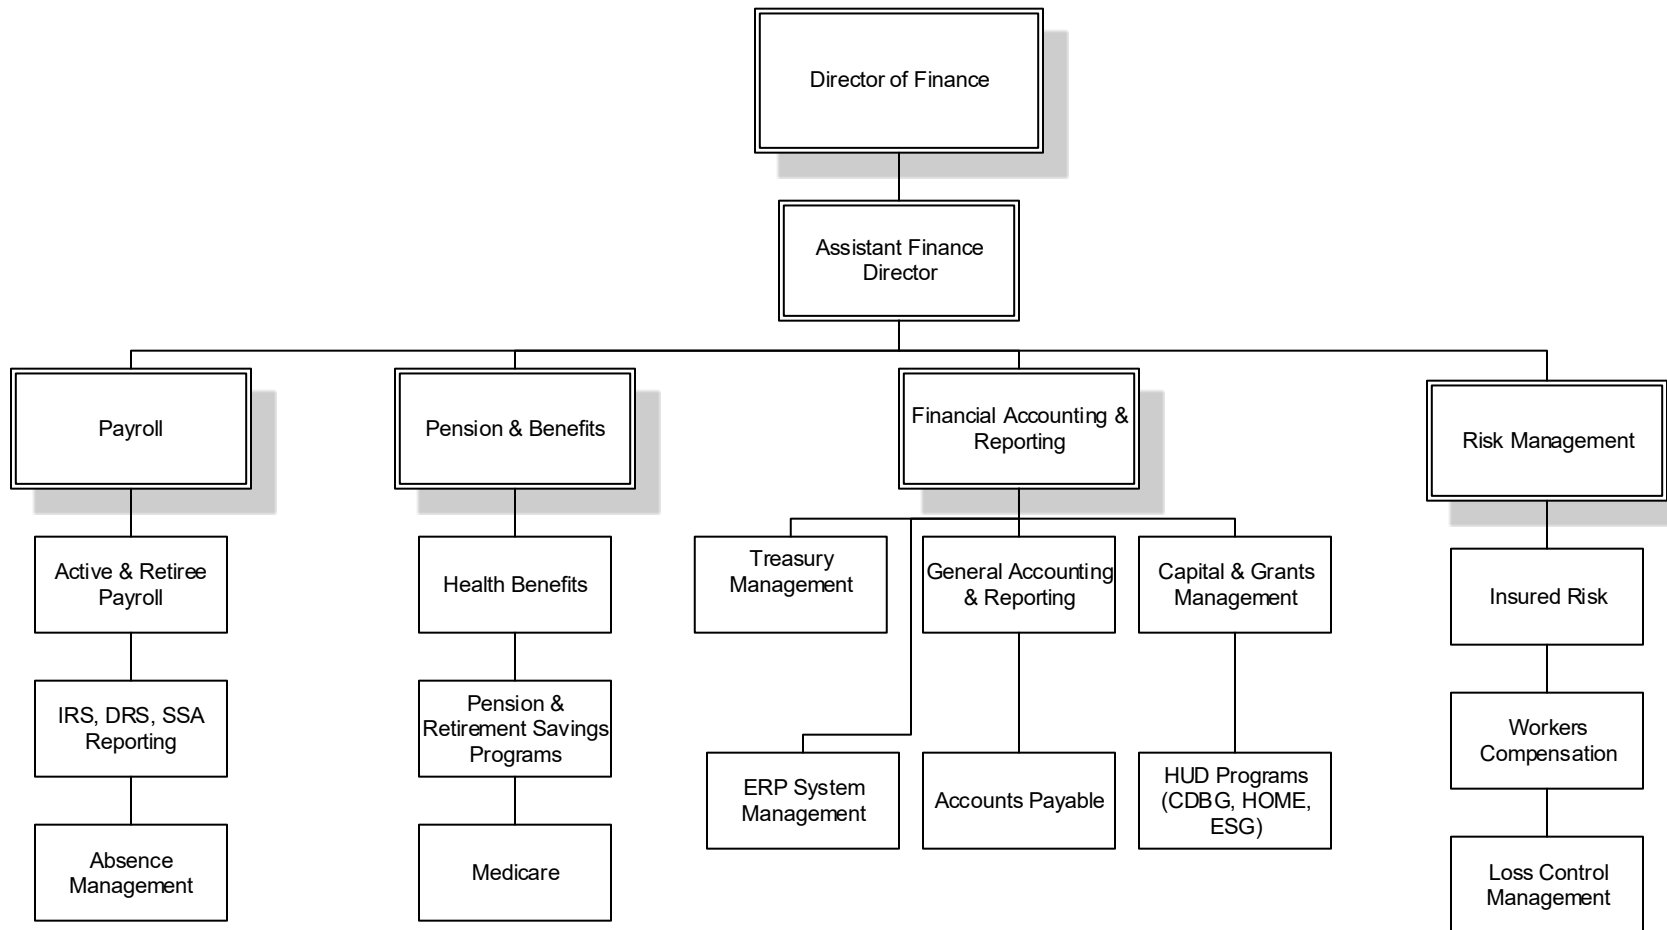 Director of Finance
Assistant Finance
Director
Payroll
Pension & Benefits
Financial Accounting &
Reporting
Risk Management
Active & Retiree
Payroll
Health Benefits
Treasury
Management
General Accounting
& Reporting
Capital & Grants
Management
Insured Risk
IRS, DRS, SSA
Reporting
Pension &
Retirement Savings
Programs
ERP System
Management
Accounts Payable
HUD Programs
(CDBG, HOME,
ESG)
Workers
Compensation
Absence
Management
Medicare
Loss Control
Management